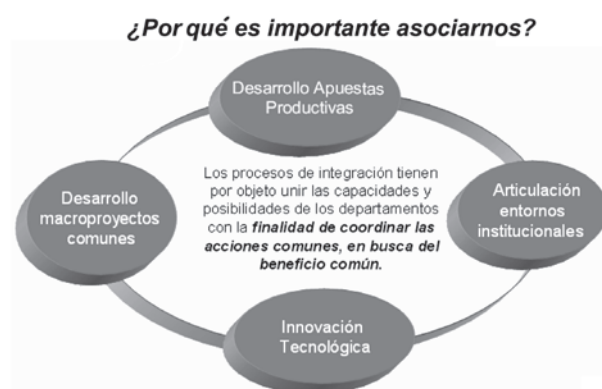 ¿Por qué es importante asociarnos?
Desarrollo Apuestas
Productivas
Desarrollo
macroproyectos
comunes
Los procesos de integración tienen
por objeto unir las capacidades y
posibilidades de los departamentos
con la finalidad de coordinar las
acciones comunes, en busca del
beneficio común.
Articulación
entornos
institucionales
Innovación
Tecnológica